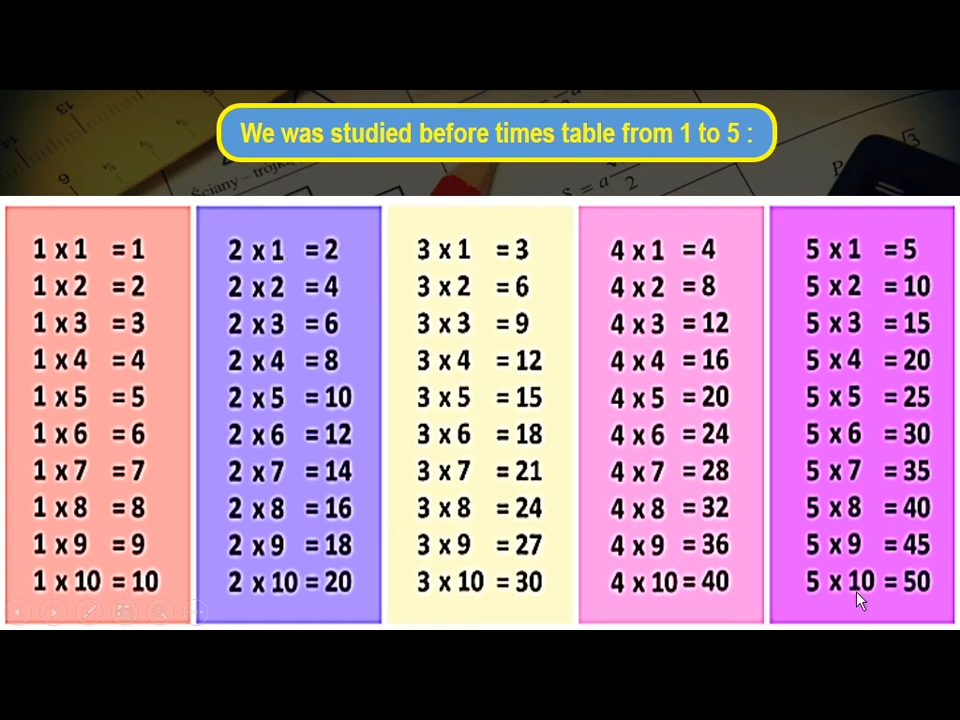 13
14
9
Ściany - trójką
S = a
2
P
√3
We was studied before times table from 1 to 5 :
1 x 1 = 1
1 x 2 = 2
1 x 3 = 3
1 x 4 = 4
1 x 5 = 5
1 x 6 = 6
1 x 7 = 7
1 x 8 = 8
1 x 9 = 9
1 x 10 = 10
2 x 1 = 2
2 x 2 = 4
2 x 3 = 6
2 x 4 = 8
2 x 5 = 10
2 x 6 = 12
2 x 7 = 14
2 x 8 = 16
2 x 9 = 18
2 x 10 = 20
3 x 1 = 3
3 x 2 = 6
3 x 3 = 9
3 x 4 = 12
3 x 5 = 15
3 x 6 = 18
3 x 7 = 21
3 x 8 = 24
3 x 9 = 27
3 x 10 = 30
4 x 1 = 4
4 x 2 = 8
4 x 3 = 12
4 x 4 = 16
4 x 5 = 20
4 x 6 = 24
4 x 7 = 28
4 x 8 = 32
4 x 9 = 36
4 x 10 = 40
5 x 1 = 5
5 x 2 = 10
5 x 3 = 15
5 x 4 = 20
5 x 5 = 25
5 x 6 = 30
5 x 7 = 35
5 x 8 = 40
5 x 9 = 45
5 x 10 = 50